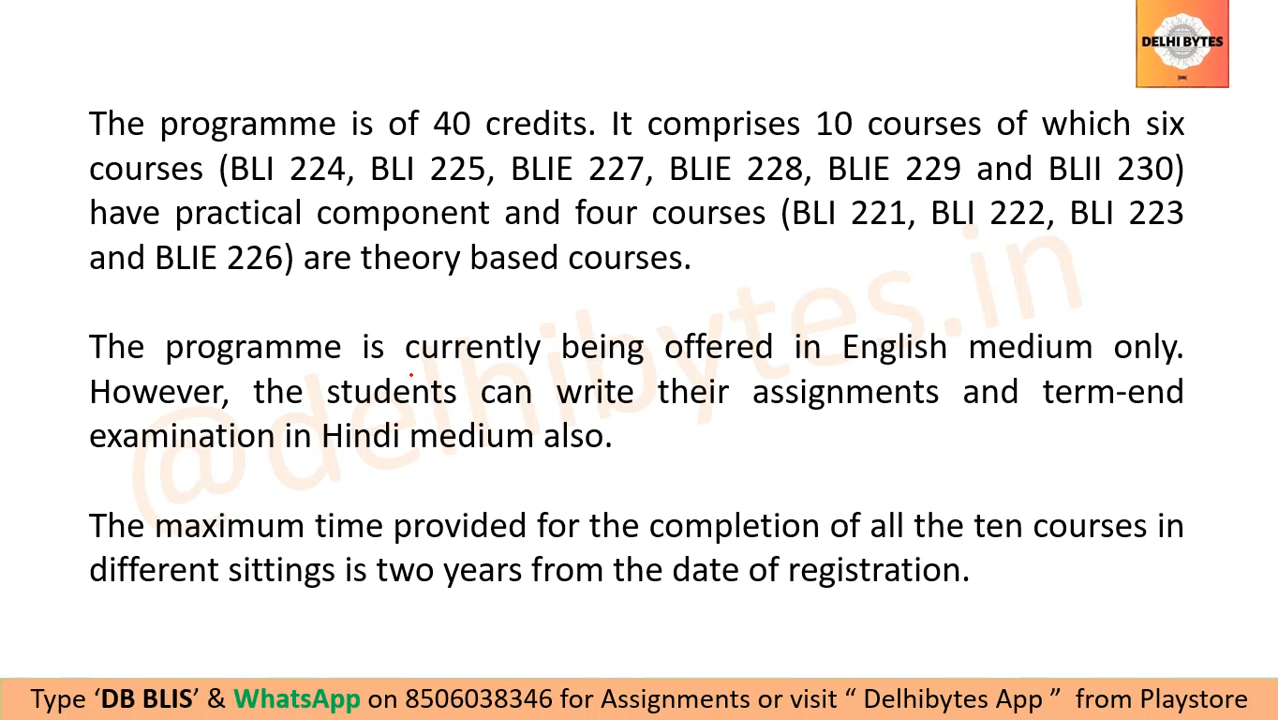 DELHI BYTES
[DB]
The programme is of 40 credits. It comprises 10 courses of which six
courses (BLI 224, BLI 225, BLIE 227, BLIE 228, BLIE 229 and BLII 230)
have practical component and four courses (BLI 221, BLI 222, BLI 223
and BLIE 226) are theory based courses.
The programme is currently being offered in English medium only.
However, the students can write their assignments and term-end
examination in Hindi medium also.
@delhibytes.in
The maximum time provided for the completion of all the ten courses in
different sittings is two years from the date of registration.
Type ‘DB BLIS’ & WhatsApp on 8506038346 for Assignments or visit “ Delhibytes App ” from Playstore